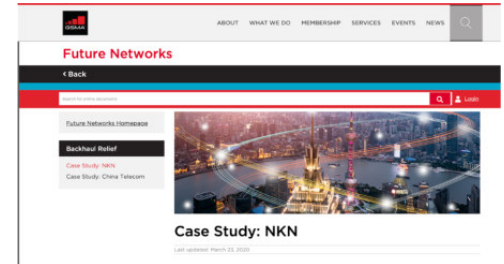 GSMA
ABOUT WHAT WE DO MEMBERSHIP SERVICES EVENTS NEWS
Future Networks
< Back
Login
Future Networks Homepage
Backhaul Relief
Case Study: NKN
Case Study: China Telecom
Case Study: NKN
Last updated: March 23, 2020